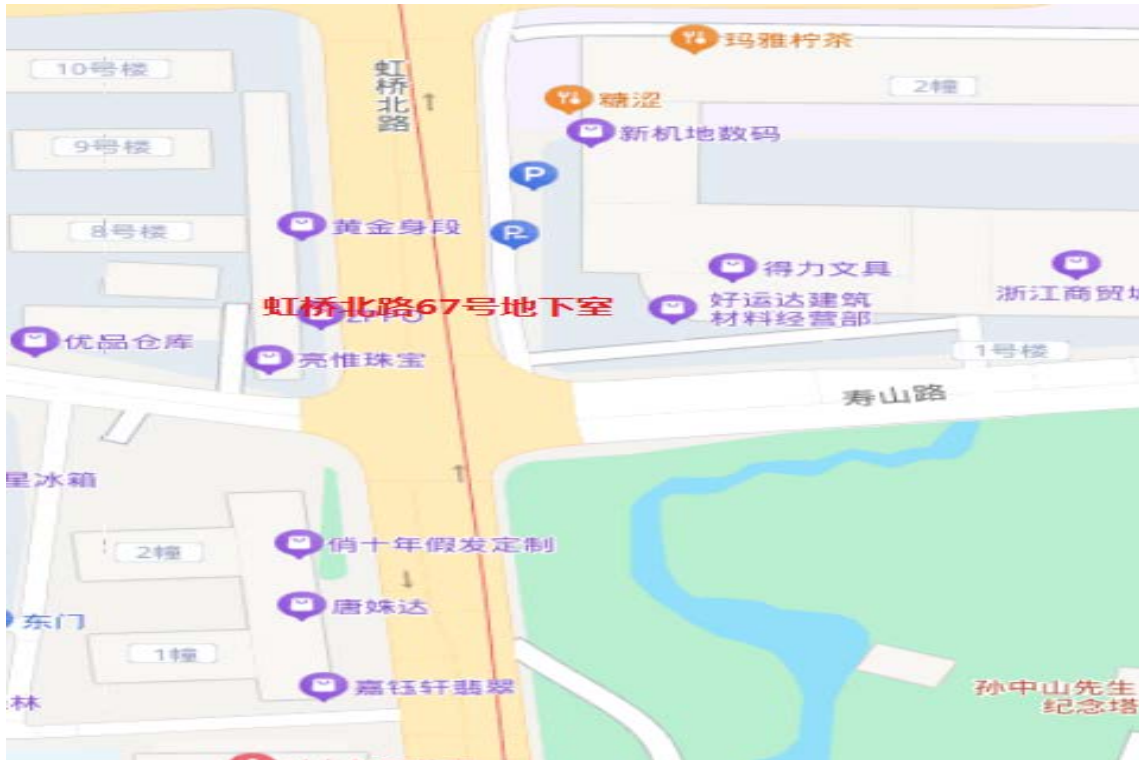 玛雅柠茶
10号楼
虹桥北路
2幢
糖涩
新机地数码
9号楼
P
P
黄金身段
8号楼
得力文具
浙江商贸城
虹桥北路67号地下室
好运达建筑
材料经营部
优品仓库
亮惟珠宝
1号楼
寿山路
星冰箱
俏十年假发定制
2幢
唐姝达
东门
1幢
嘉钰轩翡翠
孙中山先生
纪念塔
林